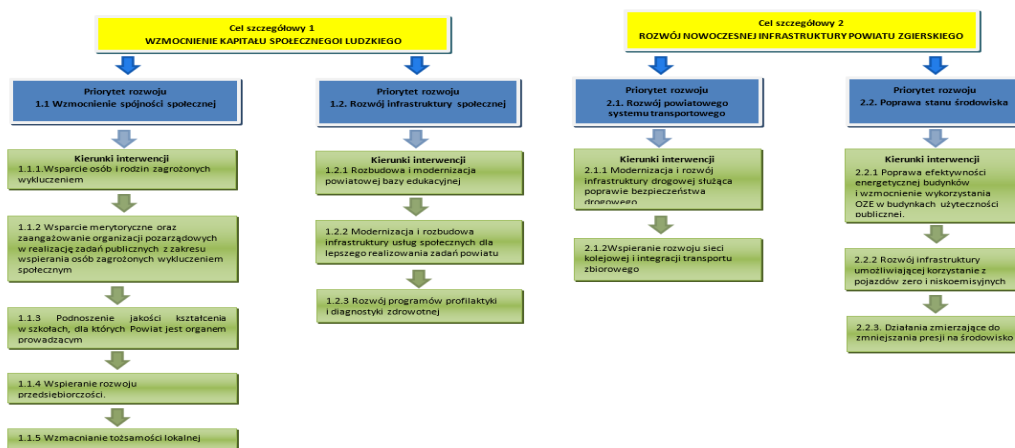 Cel szczegółowy 1
WZMOCNIENIE KAPITAŁU SPOŁECZNEGOI LUDZKIEGO
Priorytet rozwoju
1.1 Wzmocnienie spójności społecznej
Kierunki interwencji
1.1.1.Wsparcie osób i rodzin zagrożonych
wykluczeniem
1.1.2 Wsparcie merytoryczne oraz
zaangażowanie organizacji pozarządowych
w realizację zadań publicznych z zakresu
wspierania osób zagrożonych wykluczeniem
społecznym
1.1.3 Podnoszenie jakości kształcenia
w szkołach, dla których Powiat jest organem
prowadzącym
1.1.4 Wspieranie rozwoju
przedsiębiorczości.
1.1.5 Wzmacnianie tożsamości lokalnej
Priorytet rozwoju
1.2. Rozwój infrastruktury społecznej
Kierunki interwencji
1.2.1 Rozbudowa i modernizacja
powiatowej bazy edukacyjnej
1.2.2 Modernizacja i rozbudowa
infrastruktury usług społecznych dla
lepszego realizowania zadań powiatu
1.2.3 Rozwój programów profilaktyki
i diagnostyki zdrowotnej
Cel szczegółowy 2
ROZWÓJ NOWOCZESNEJ INFRASTRUKTURY POWIATU ZGIERSKIEGO
Priorytet rozwoju
2.1. Rozwój powiatowego
systemu transportowego
Kierunki interwencji
2.1.1 Modernizacja i rozwój
infrastruktury drogowej służąca
poprawie bezpieczeństwa
drogowego
2.1.2Wspieranie rozwoju sieci
kolejowej i integracji transportu
zbiorowego
Priorytet rozwoju
2.2. Poprawa stanu środowiska
Kierunki interwencji
2.2.1 Poprawa efektywności
energetycznej budynków
i wzmocnienie wykorzystania
OZE w budynkach użyteczności
publicznej.
2.2.2 Rozwój infrastruktury
umożliwiającej korzystanie z
pojazdów zero i niskoemisyjnych
2.2.3. Działania zmierzające do
zmniejszania presji na środowisko